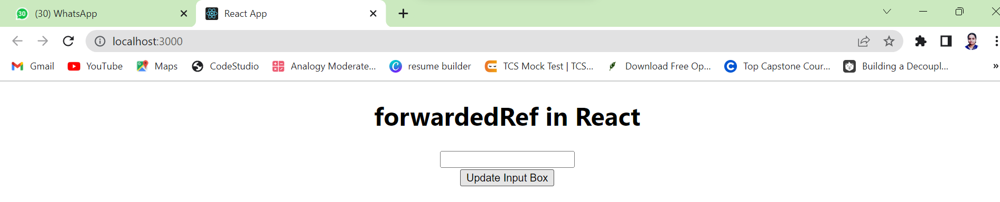 30 (30) WhatsApp React App
localhost:3000
Gmail YouTube Maps CodeStudio Analogy Moderate... resume builder TCS Mock Test | TCS... Download Free Op... Top Capstone Cour... Building a Decoupl... »
forwardedRef in React
Update Input Box